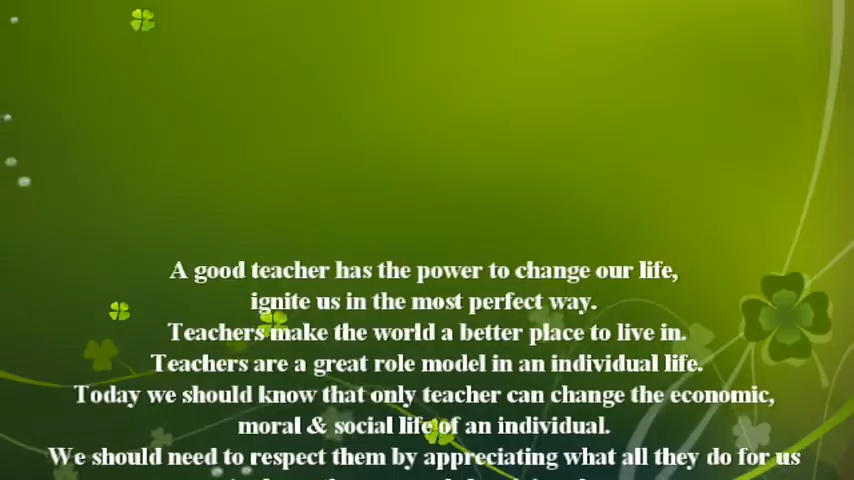 A good teacher has the power to change our life,
ignite us in the most perfect way.
Teachers make the world a better place to live in.
Teachers are a great role model in an individual life.
Today we should know that only teacher can change the economic,
moral & social life of an individual.
We should need to respect them by appreciating what all they do for us